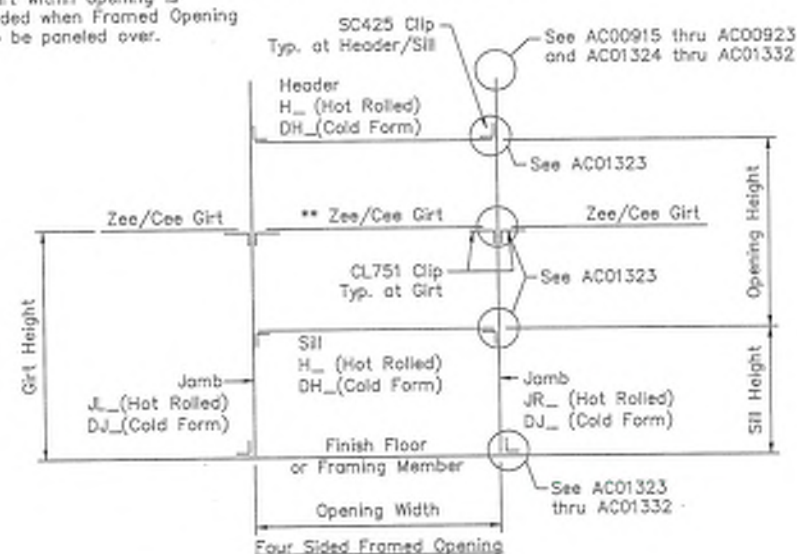 ded when Framed Opening
be paneled over.
SC425 Clip
Typ. at Header/Sill
See AC00915 thru AC00923
and AC01324 thru AC01332
Header
H_ (Hot Rolled)
DH_(Cold Form)
See AC01323
Opening Height
Zee/Cee Girt
** Zee/Cee Girt
Zee/Cee Girt
CL751 Clip
Typ. at Girt
See AC01323
Girt Height
Sill
H_ (Hot Rolled)
DH_(Cold Form)
Jamb
JL_(Hot Rolled)
DJ_(Cold Form)
Jamb
JR_ (Hot Rolled)
DJ_ (Cold Form)
Sill Height
Finish Floor
or Framing Member
See AC01323
thru AC01332
Opening Width
Four Sided Framed Opening